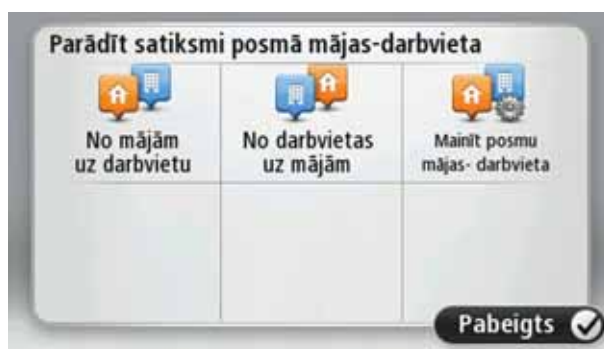 Parādīt satiksmi posmā mājas-darbvieta
No mājām
uz darbvietu
No darbvietas
uz mājām
Mainīt posmu
mājas- darbvieta
Pabeigts